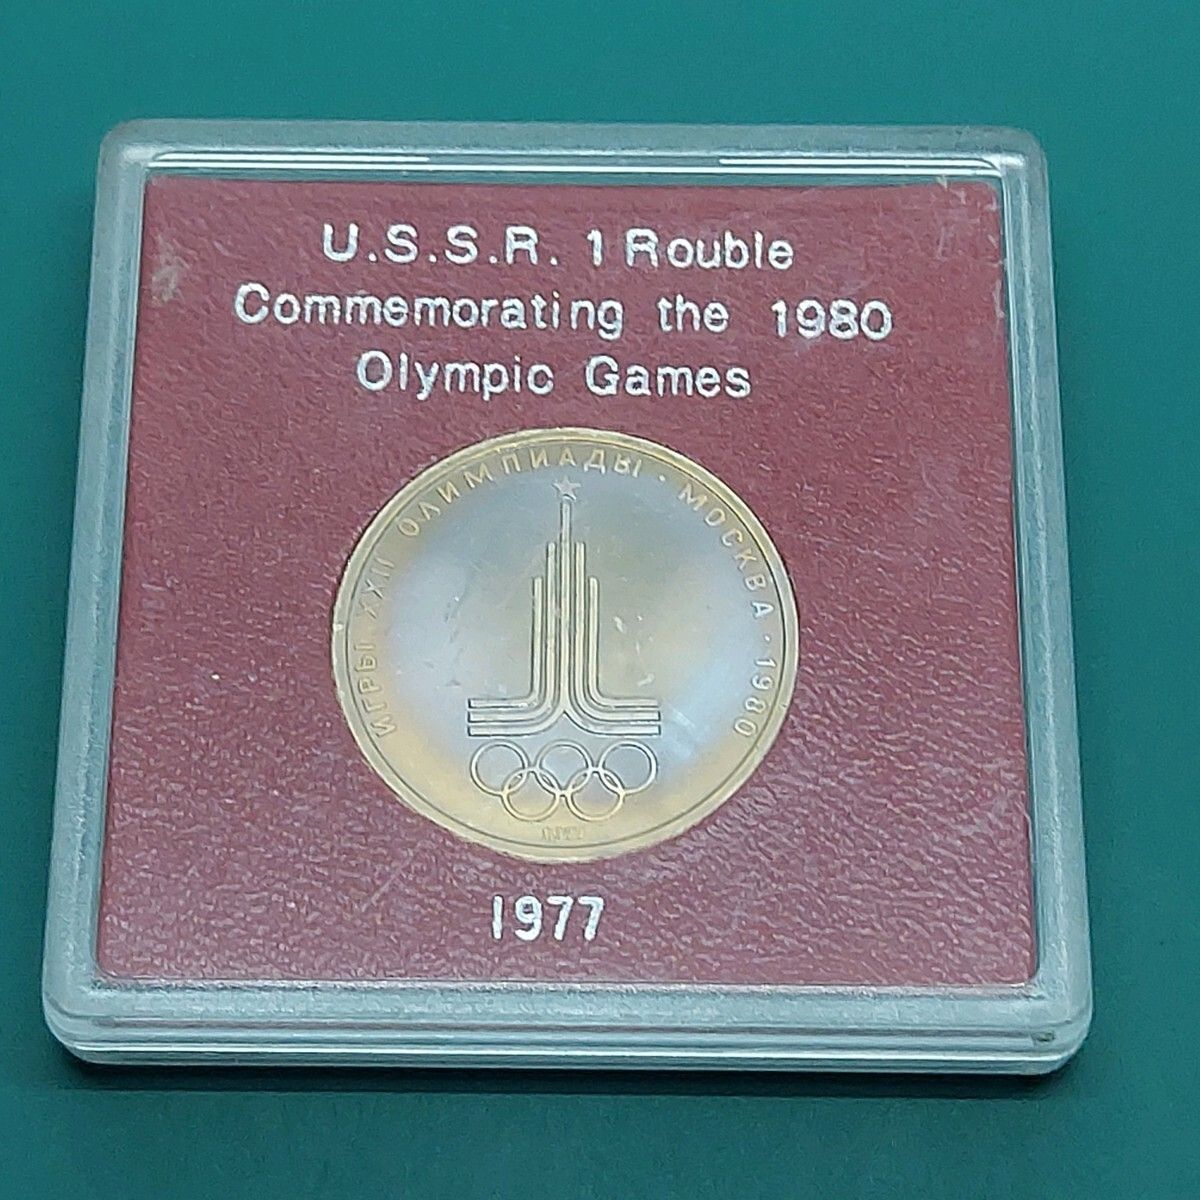 U.S.S.R. 1 Rouble
Commemorating the 1980
Olympic Games
ИГРЫ XXII ОЛИМПИАДЫ · МОСКВА · 1980
1977